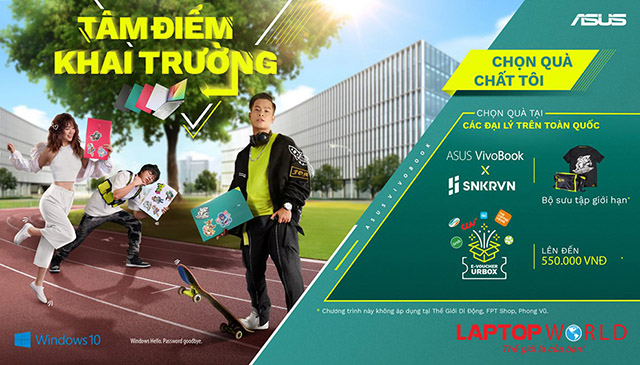 TÂM ĐIỂM
KHAI TRƯỜNG
ASUS
CHỌN QUÀ
CHẤT TÔI
CHỌN QUÀ TẠI
CÁC ĐẠI LÝ TRÊN TOÀN QUỐC
ASUS VivoBook
X
SNKRVN
Bộ sưu tập giới hạn*
E-VOUCHER
URBOX
LÊN ĐẾN
550.000 VNĐ
ASUS VIVOBOOK
* Chương trình này không áp dụng tại Thế Giới Di Động, FPT Shop, Phong Vũ.
LAPTOP WORLD
Windows 10
Windows Hello. Password goodbye.